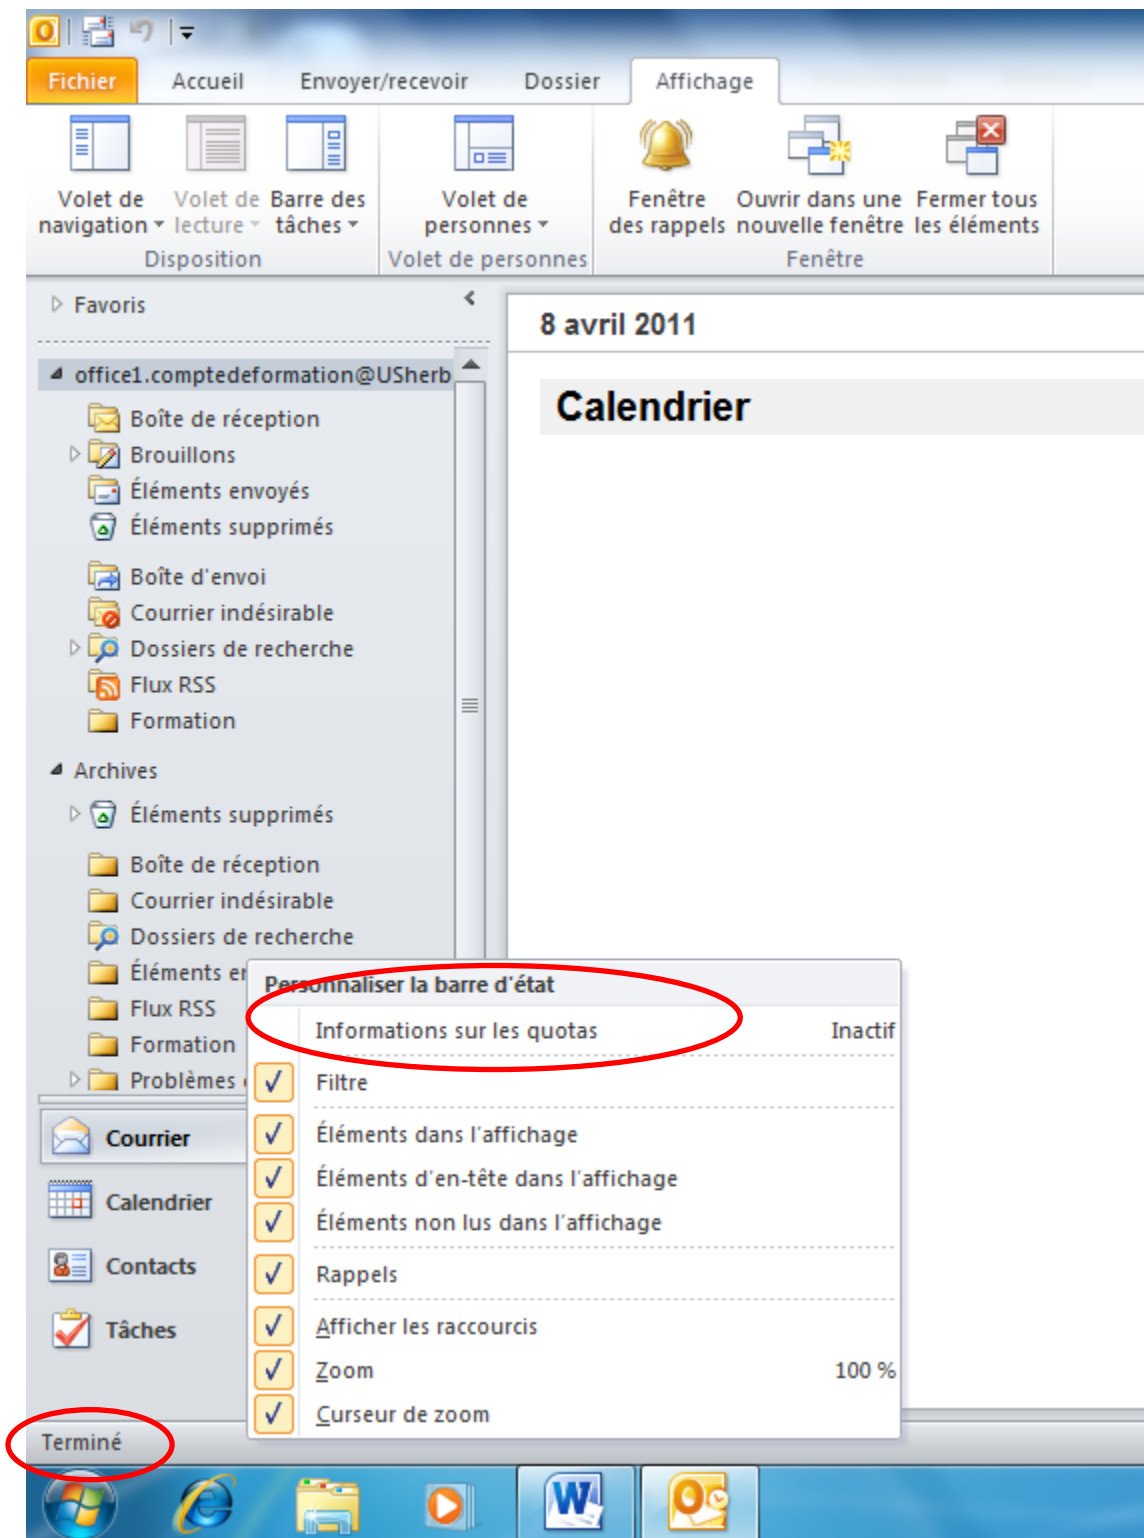 Fichier Accueil Envoyer/recevoir Dossier Affichage
Volet de navigation
Volet de lecture
Barre des tâches
Volet de personnes
Fenêtre des rappels
Ouvrir dans une nouvelle fenêtre
Fermer tous les éléments
Disposition Volet de personnes Fenêtre
Favoris
8 avril 2011
office1.comptedeformation@USherb
Calendrier
Boîte de réception
Brouillons
Éléments envoyés
Éléments supprimés
Boîte d'envoi
Courrier indésirable
Dossiers de recherche
Flux RSS
Formation
Archives
Éléments supprimés
Boîte de réception
Courrier indésirable
Dossiers de recherche
Éléments er
Flux RSS
Formation
Problèmes
Personnaliser la barre d'état
Informations sur les quotas Inactif
Filtre
Éléments dans l'affichage
Éléments d'en-tête dans l'affichage
Éléments non lus dans l'affichage
Rappels
Afficher les raccourcis
Zoom 100 %
Curseur de zoom
Courrier
Calendrier
Contacts
Tâches
Terminé